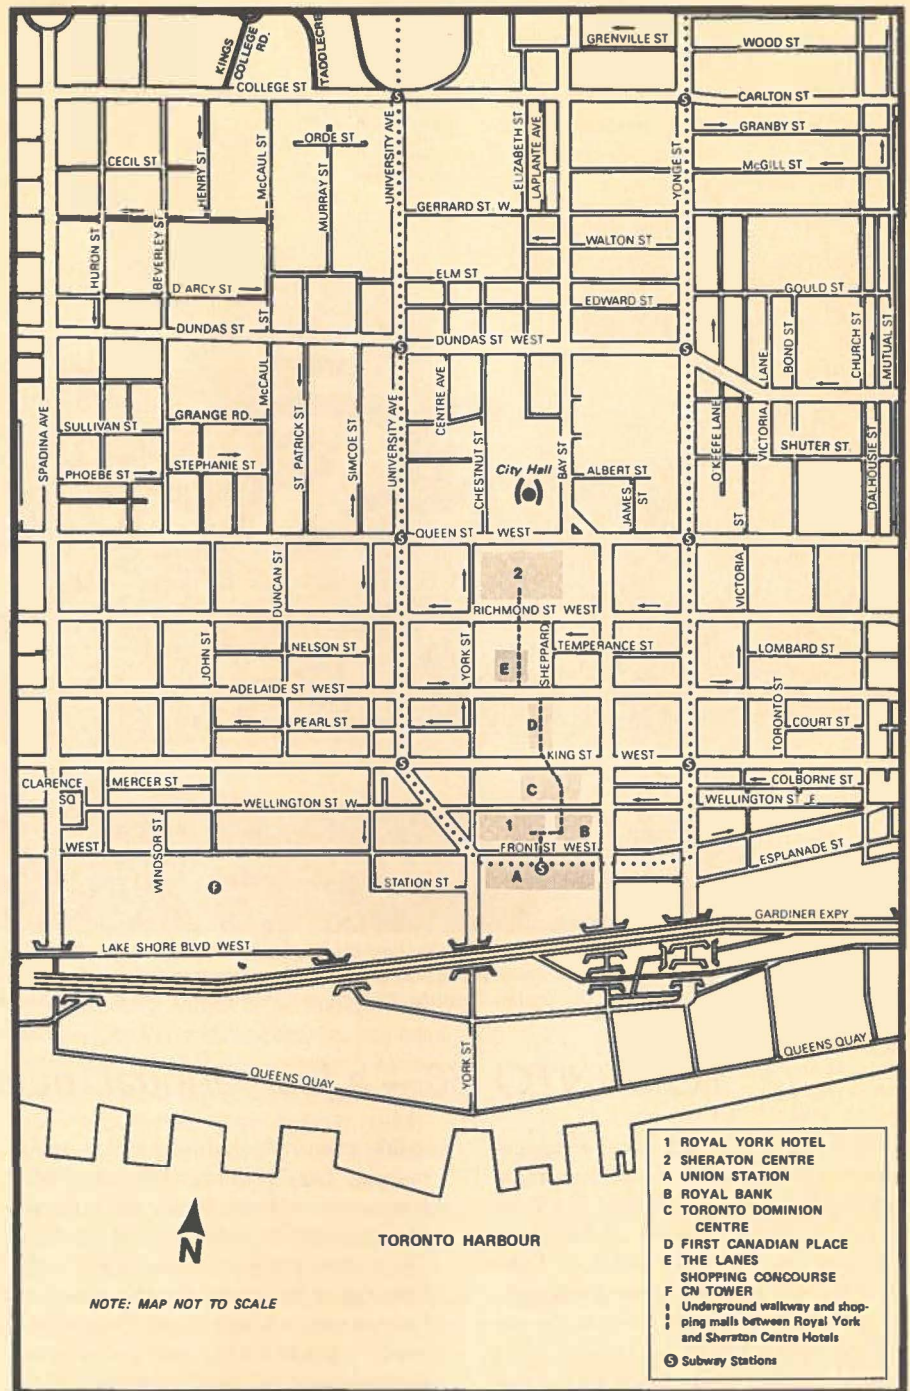 GRENVILLE ST
WOOD ST
KINGS
COLLEGE
RD.
TADDLECRE
COLLEGE ST
CARLTON ST
GRANBY ST
McGILL ST
ORDE ST
CECIL ST
HENRY ST
McCAUL ST
MURRAY ST
UNIVERSITY AVE
ELIZABETH ST
LAPLANTE AVE
YONGE ST
GERRARD ST. W.
WALTON ST
HURON ST
BEVERLEY ST
D ARCY ST
ELM ST
EDWARD ST
GOULD ST
DUNDAS ST
ST
McCAUL
DUNDAS ST WEST
LANE
VICTORIA
BOND ST
CHURCH ST
MUTUAL ST
SPADINA AVE
GRANGE RD.
SULLIVAN ST
PHOEBE ST
STEPHANIE ST
ST PATRICK ST
SIMCOE ST
UNIVERSITY AVE
CENTRE AVE
CHESTNUT ST
City Hall
BAY ST
ALBERT ST
JAMES
ST
O'KEEFE LANE
SHUTER ST.
DALHOUSIE ST
QUEEN ST WEST
ST
VICTORIA
DUNCAN ST
2
RICHMOND ST WEST
JOHN ST
NELSON ST
YORK ST
E
SHEPPARD
TEMPERANCE ST
LOMBARD ST
ADELAIDE ST WEST
PEARL ST
D
TORONTO ST
COURT ST
KING ST WEST
CLARENCE
SQ
MERCER ST
C
COLBORNE ST
WELLINGTON ST W.
WELLINGTON ST E
1
B
WEST
WINDSOR ST
FRONT ST WEST
ESPLANADE ST
F
STATION ST
A
S
GARDINER EXPY
LAKE SHORE BLVD WEST
YORK ST
QUEENS QUAY
QUEENS QUAY
N
TORONTO HARBOUR
NOTE: MAP NOT TO SCALE
1 ROYAL YORK HOTEL
2 SHERATON CENTRE
A UNION STATION
B ROYAL BANK
C TORONTO DOMINION
CENTRE
D FIRST CANADIAN PLACE
E THE LANES
SHOPPING CONCOURSE
F CN TOWER
Underground walkway and shop-
ping malls between Royal York
and Sheraton Centre Hotels
S Subway Stations